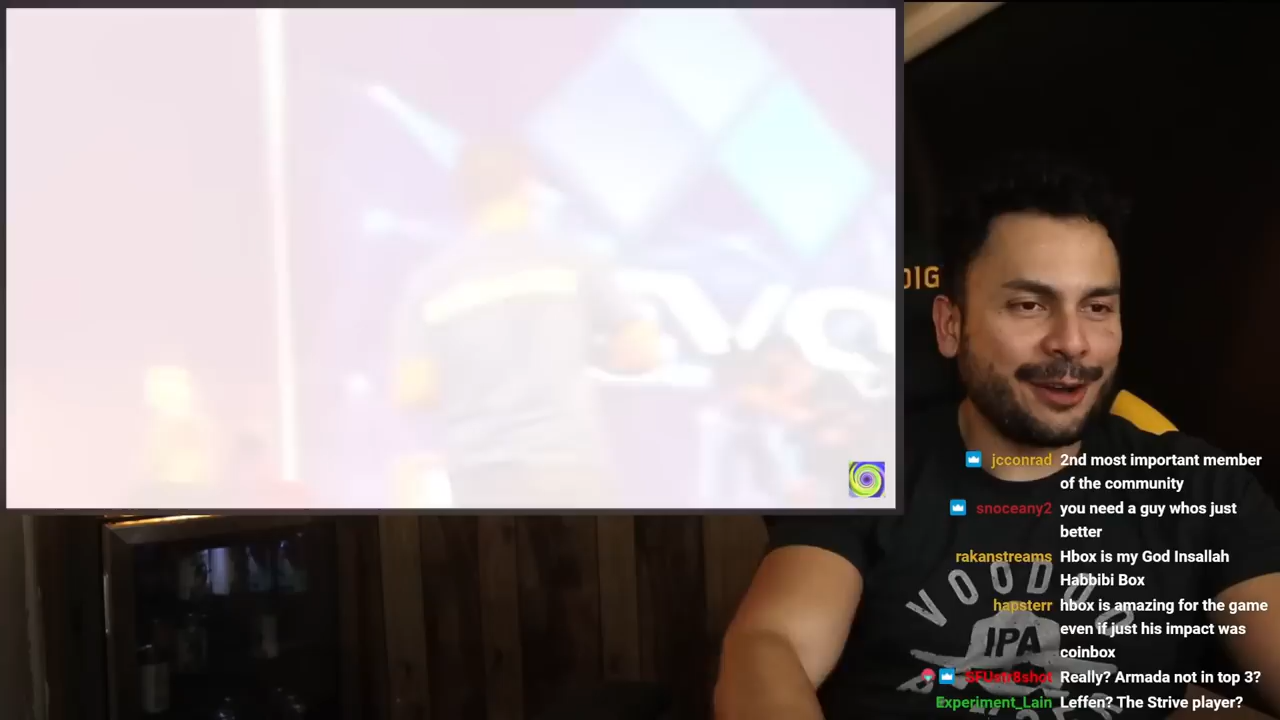 EVO
DIG
jcconrad 2nd most important member
of the community
snoceany2 you need a guy whos just
better
rakanstreams Hbox is my God Insallah
Habbibi Box
hapsterr hbox is amazing for the game
even if just his impact was
coinbox
Really? Armada not in top 3?
Experiment_Lain Leffen? The Strive player?
VOODOO
IPA